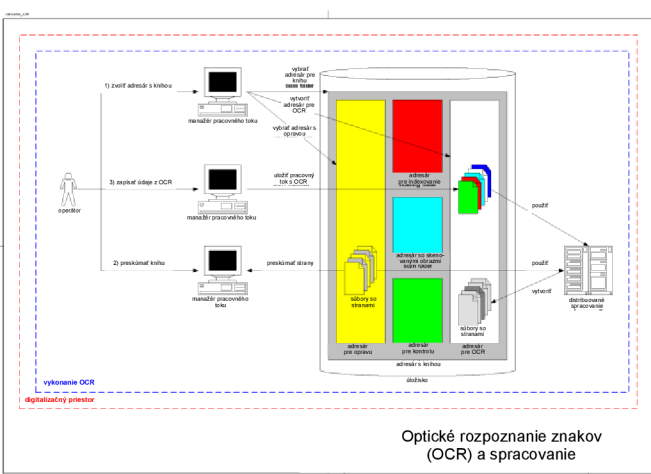 1) zvoliť adresár s knihou
manažér pracovného toku
vybrať
adresár pre
knihu
vytvoriť
adresár pre
OCR
vybrať adresár s
opravou
adresár
pre indexovanie
3) zapísať údaje z OCR
manažér pracovného toku
uložiť pracovný
tok s OCR
operátor
použiť
adresár so skeno-
vanými obrazmi
2) preskúmať knihu
manažér pracovného
toku
preskúmať strany
súbory so
stranami
použiť
vytvoriť
distribuované
spracovanie
súbory so
stranami
adresár
pre opravu
adresár
pre kontrolu
adresár
pre OCR
adresár s knihou
úložisko
vykonanie OCR
digitalizačný priestor
Optické rozpoznanie znakov
(OCR) a spracovanie